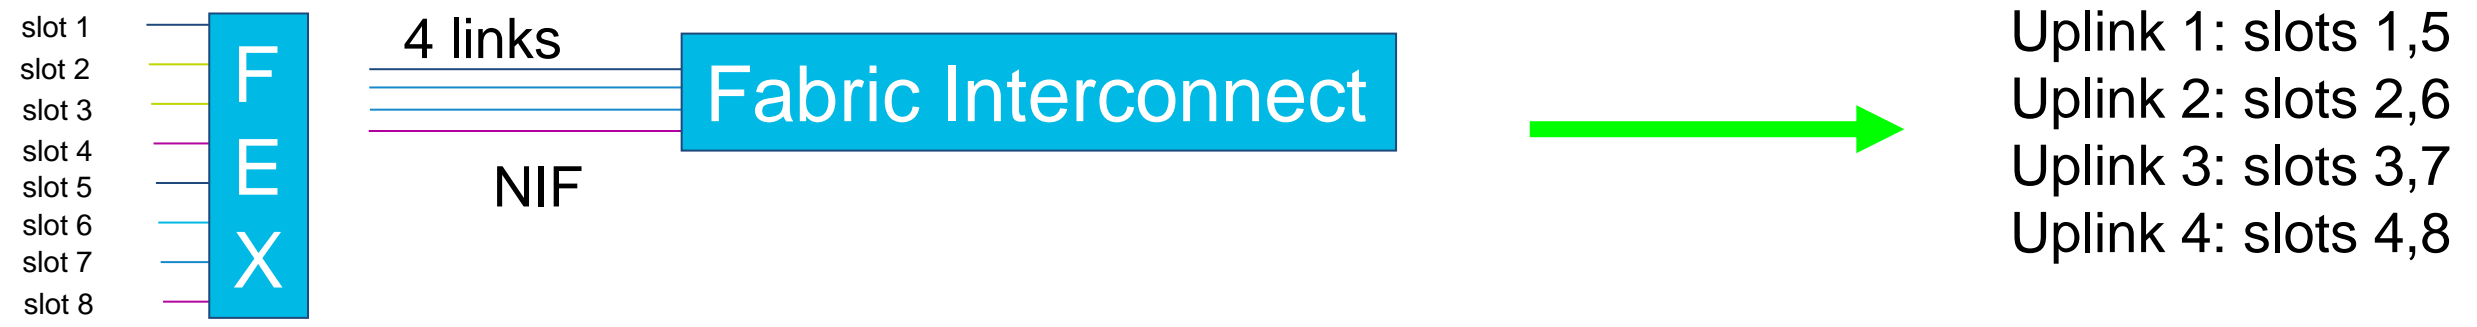 slot 1
slot 2
slot 3
slot 4
slot 5
slot 6
slot 7
slot 8
F
E
X
4 links
NIF
Fabric Interconnect
Uplink 1: slots 1,5
Uplink 2: slots 2,6
Uplink 3: slots 3,7
Uplink 4: slots 4,8